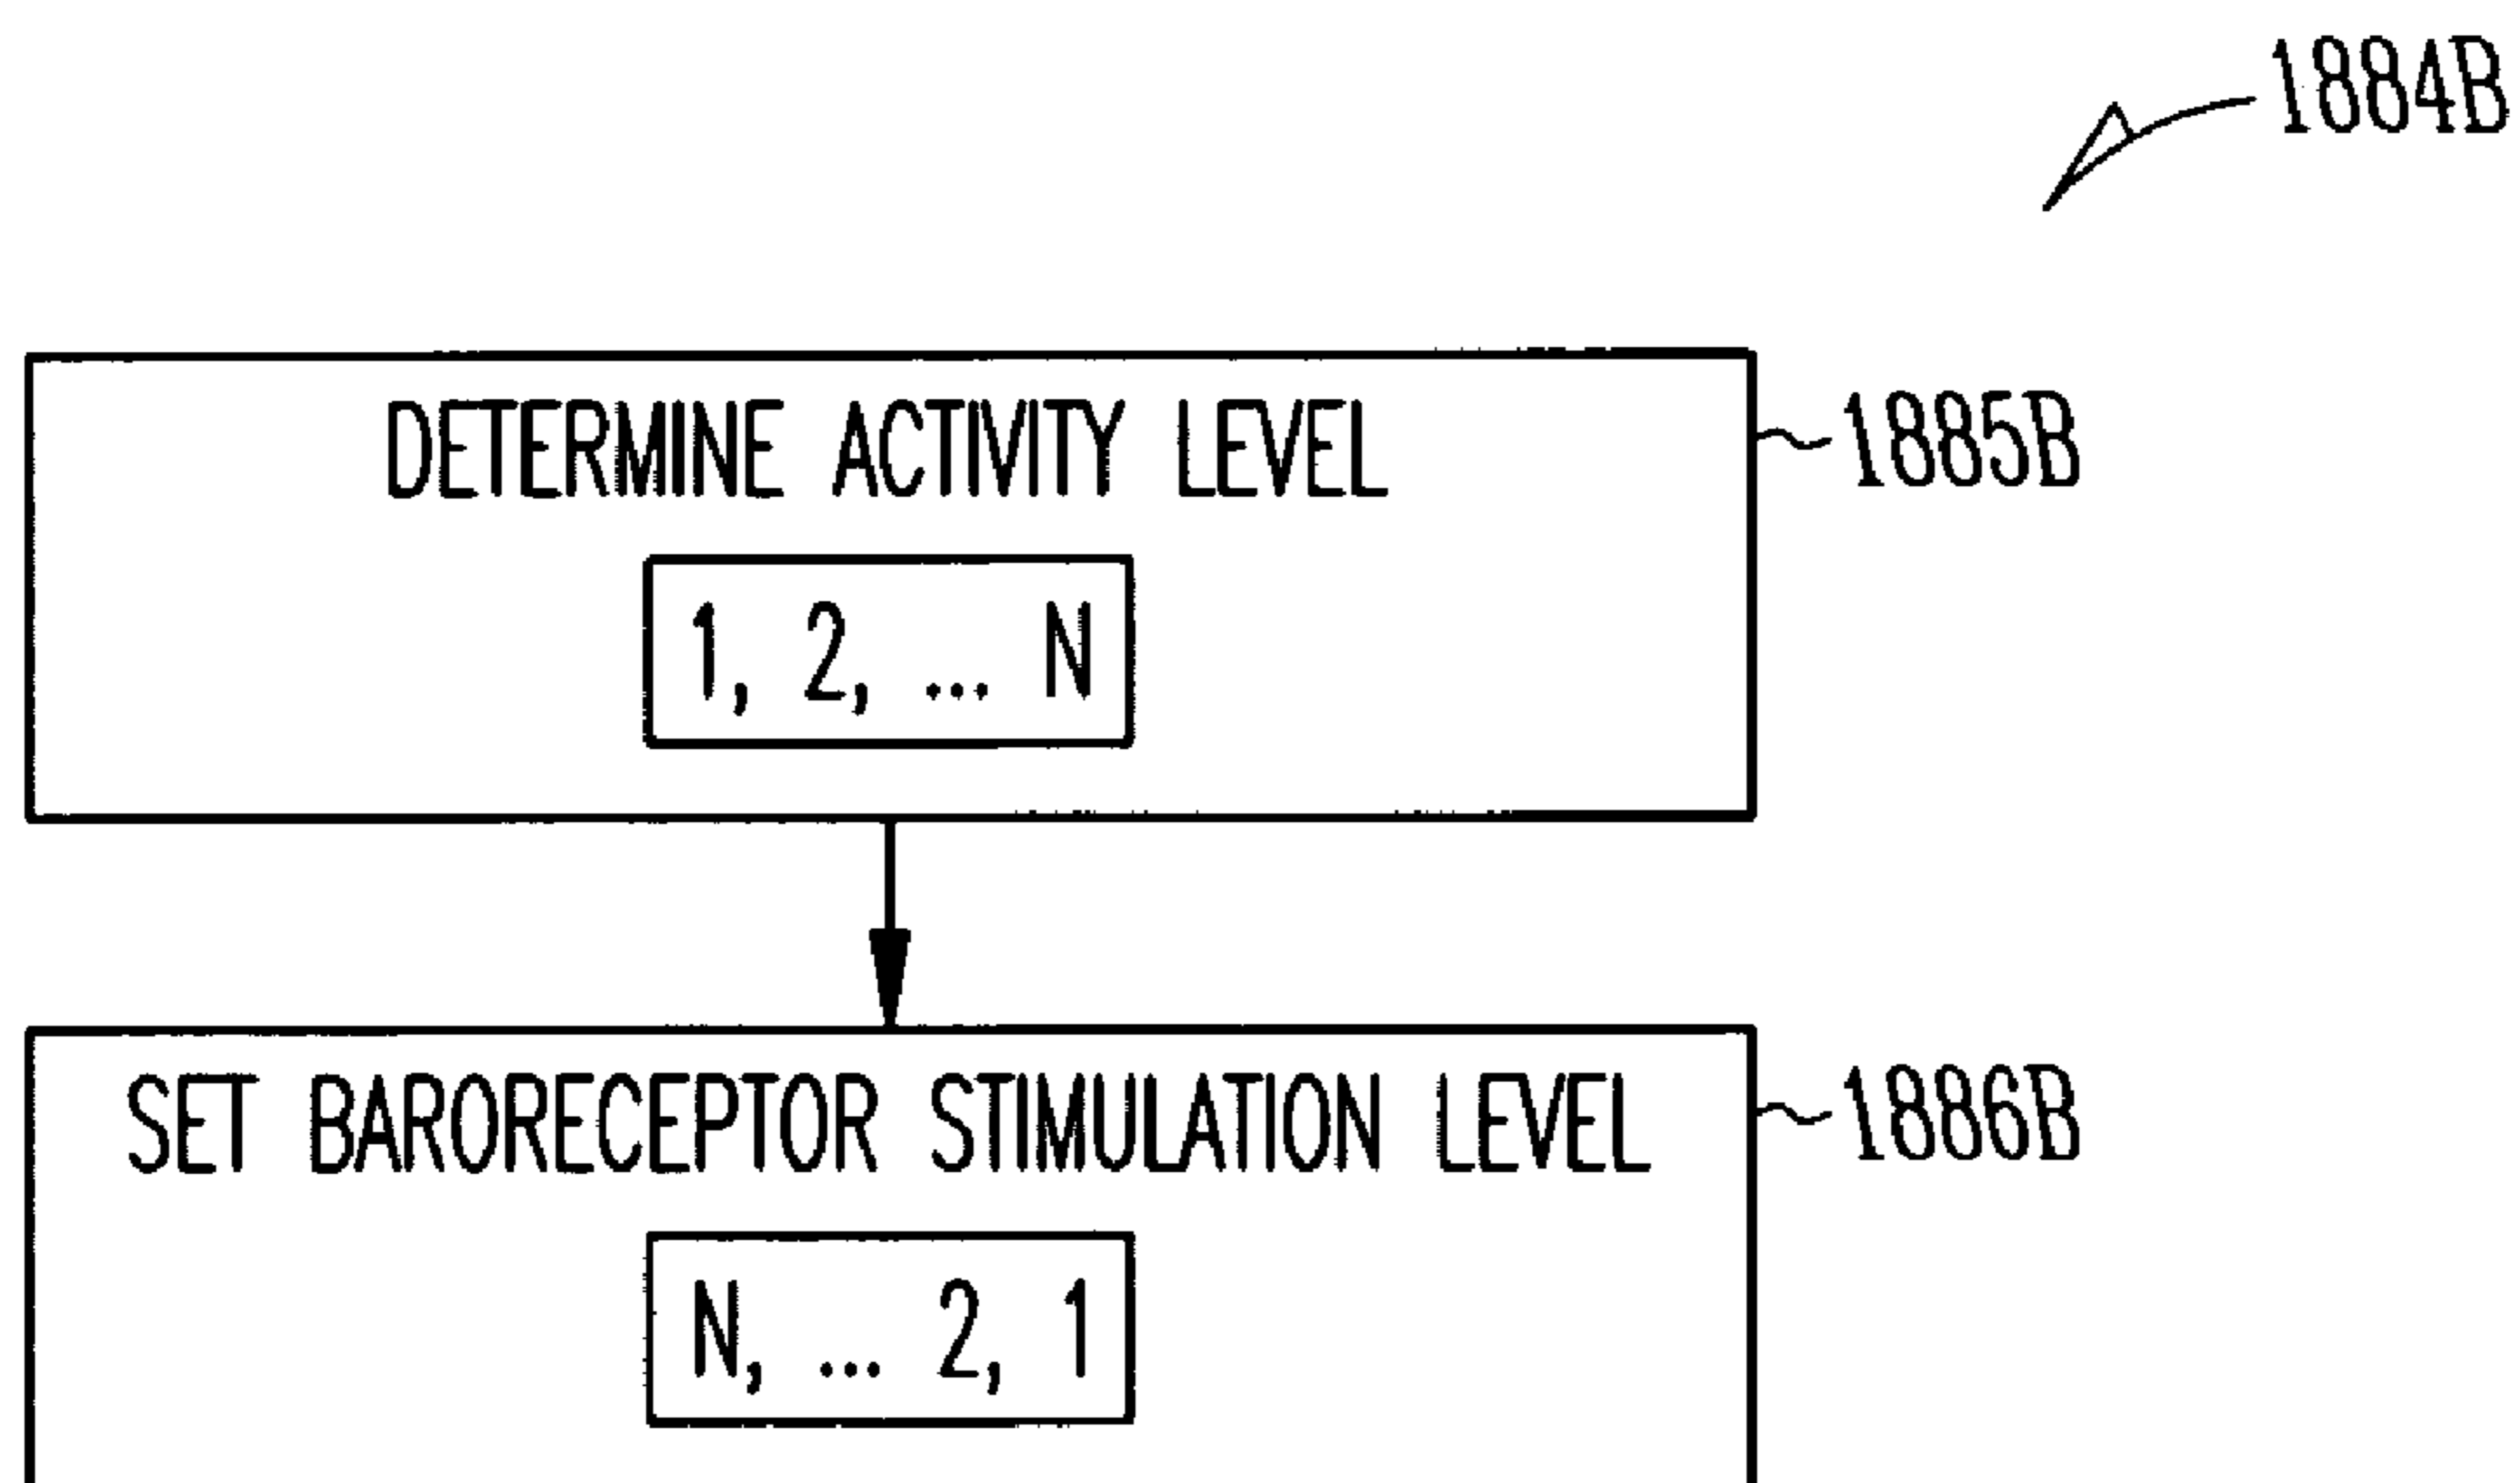 1884B
DETERMINE ACTIVITY LEVEL
1885B
1, 2, ... N
SET BARORECEPTOR STIMULATION LEVEL
1886B
N, ... 2, 1